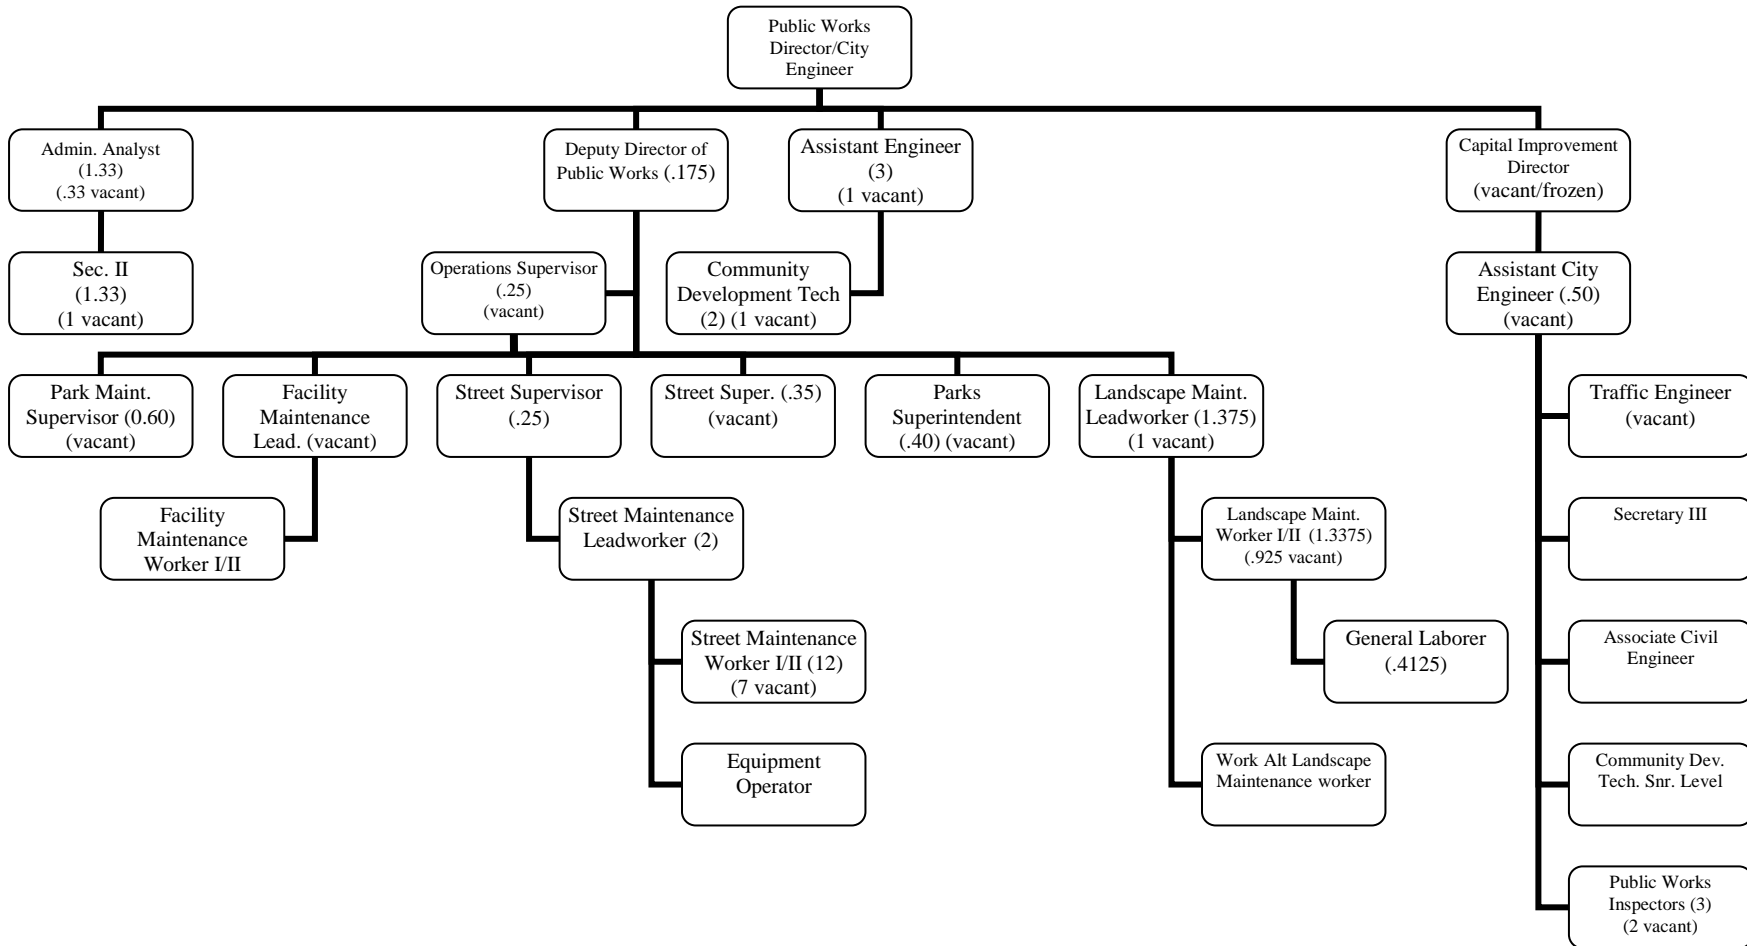 Public Works
Director/City
Engineer
Admin. Analyst
(1.33)
(.33 vacant)
Deputy Director of
Public Works (.175)
Assistant Engineer
(3)
(1 vacant)
Capital Improvement
Director
(vacant/frozen)
Sec. II
(1.33)
(1 vacant)
Operations Supervisor
(.25)
(vacant)
Community
Development Tech
(2) (1 vacant)
Assistant City
Engineer (.50)
(vacant)
Park Maint.
Supervisor (0.60)
(vacant)
Facility
Maintenance
Lead. (vacant)
Street Supervisor
(.25)
Street Super. (.35)
(vacant)
Parks
Superintendent
(.40) (vacant)
Landscape Maint.
Leadworker (1.375)
(1 vacant)
Traffic Engineer
(vacant)
Facility
Maintenance
Worker I/II
Street Maintenance
Leadworker (2)
Landscape Maint.
Worker I/II (1.3375)
(.925 vacant)
Secretary III
Street Maintenance
Worker I/II (12)
(7 vacant)
General Laborer
(.4125)
Associate Civil
Engineer
Equipment
Operator
Work Alt Landscape
Maintenance worker
Community Dev.
Tech. Snr. Level
Public Works
Inspectors (3)
(2 vacant)